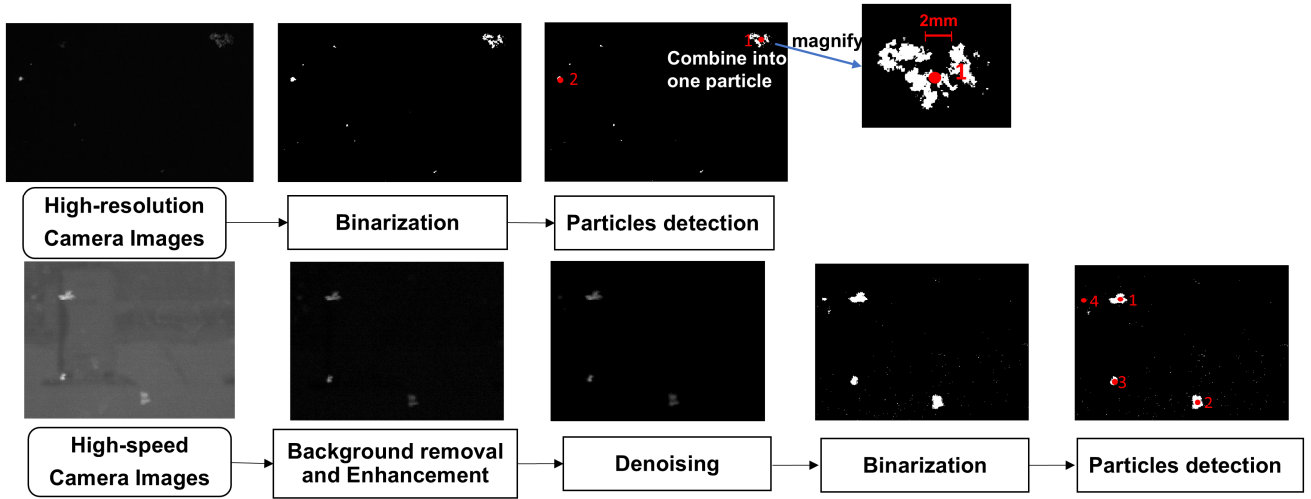 2mm
1
magnify
Combine into
one particle
1
2
High-resolution
Camera Images
Binarization
Particles detection
4
1
3
2
High-speed
Camera Images
Background removal
and Enhancement
Denoising
Binarization
Particles detection